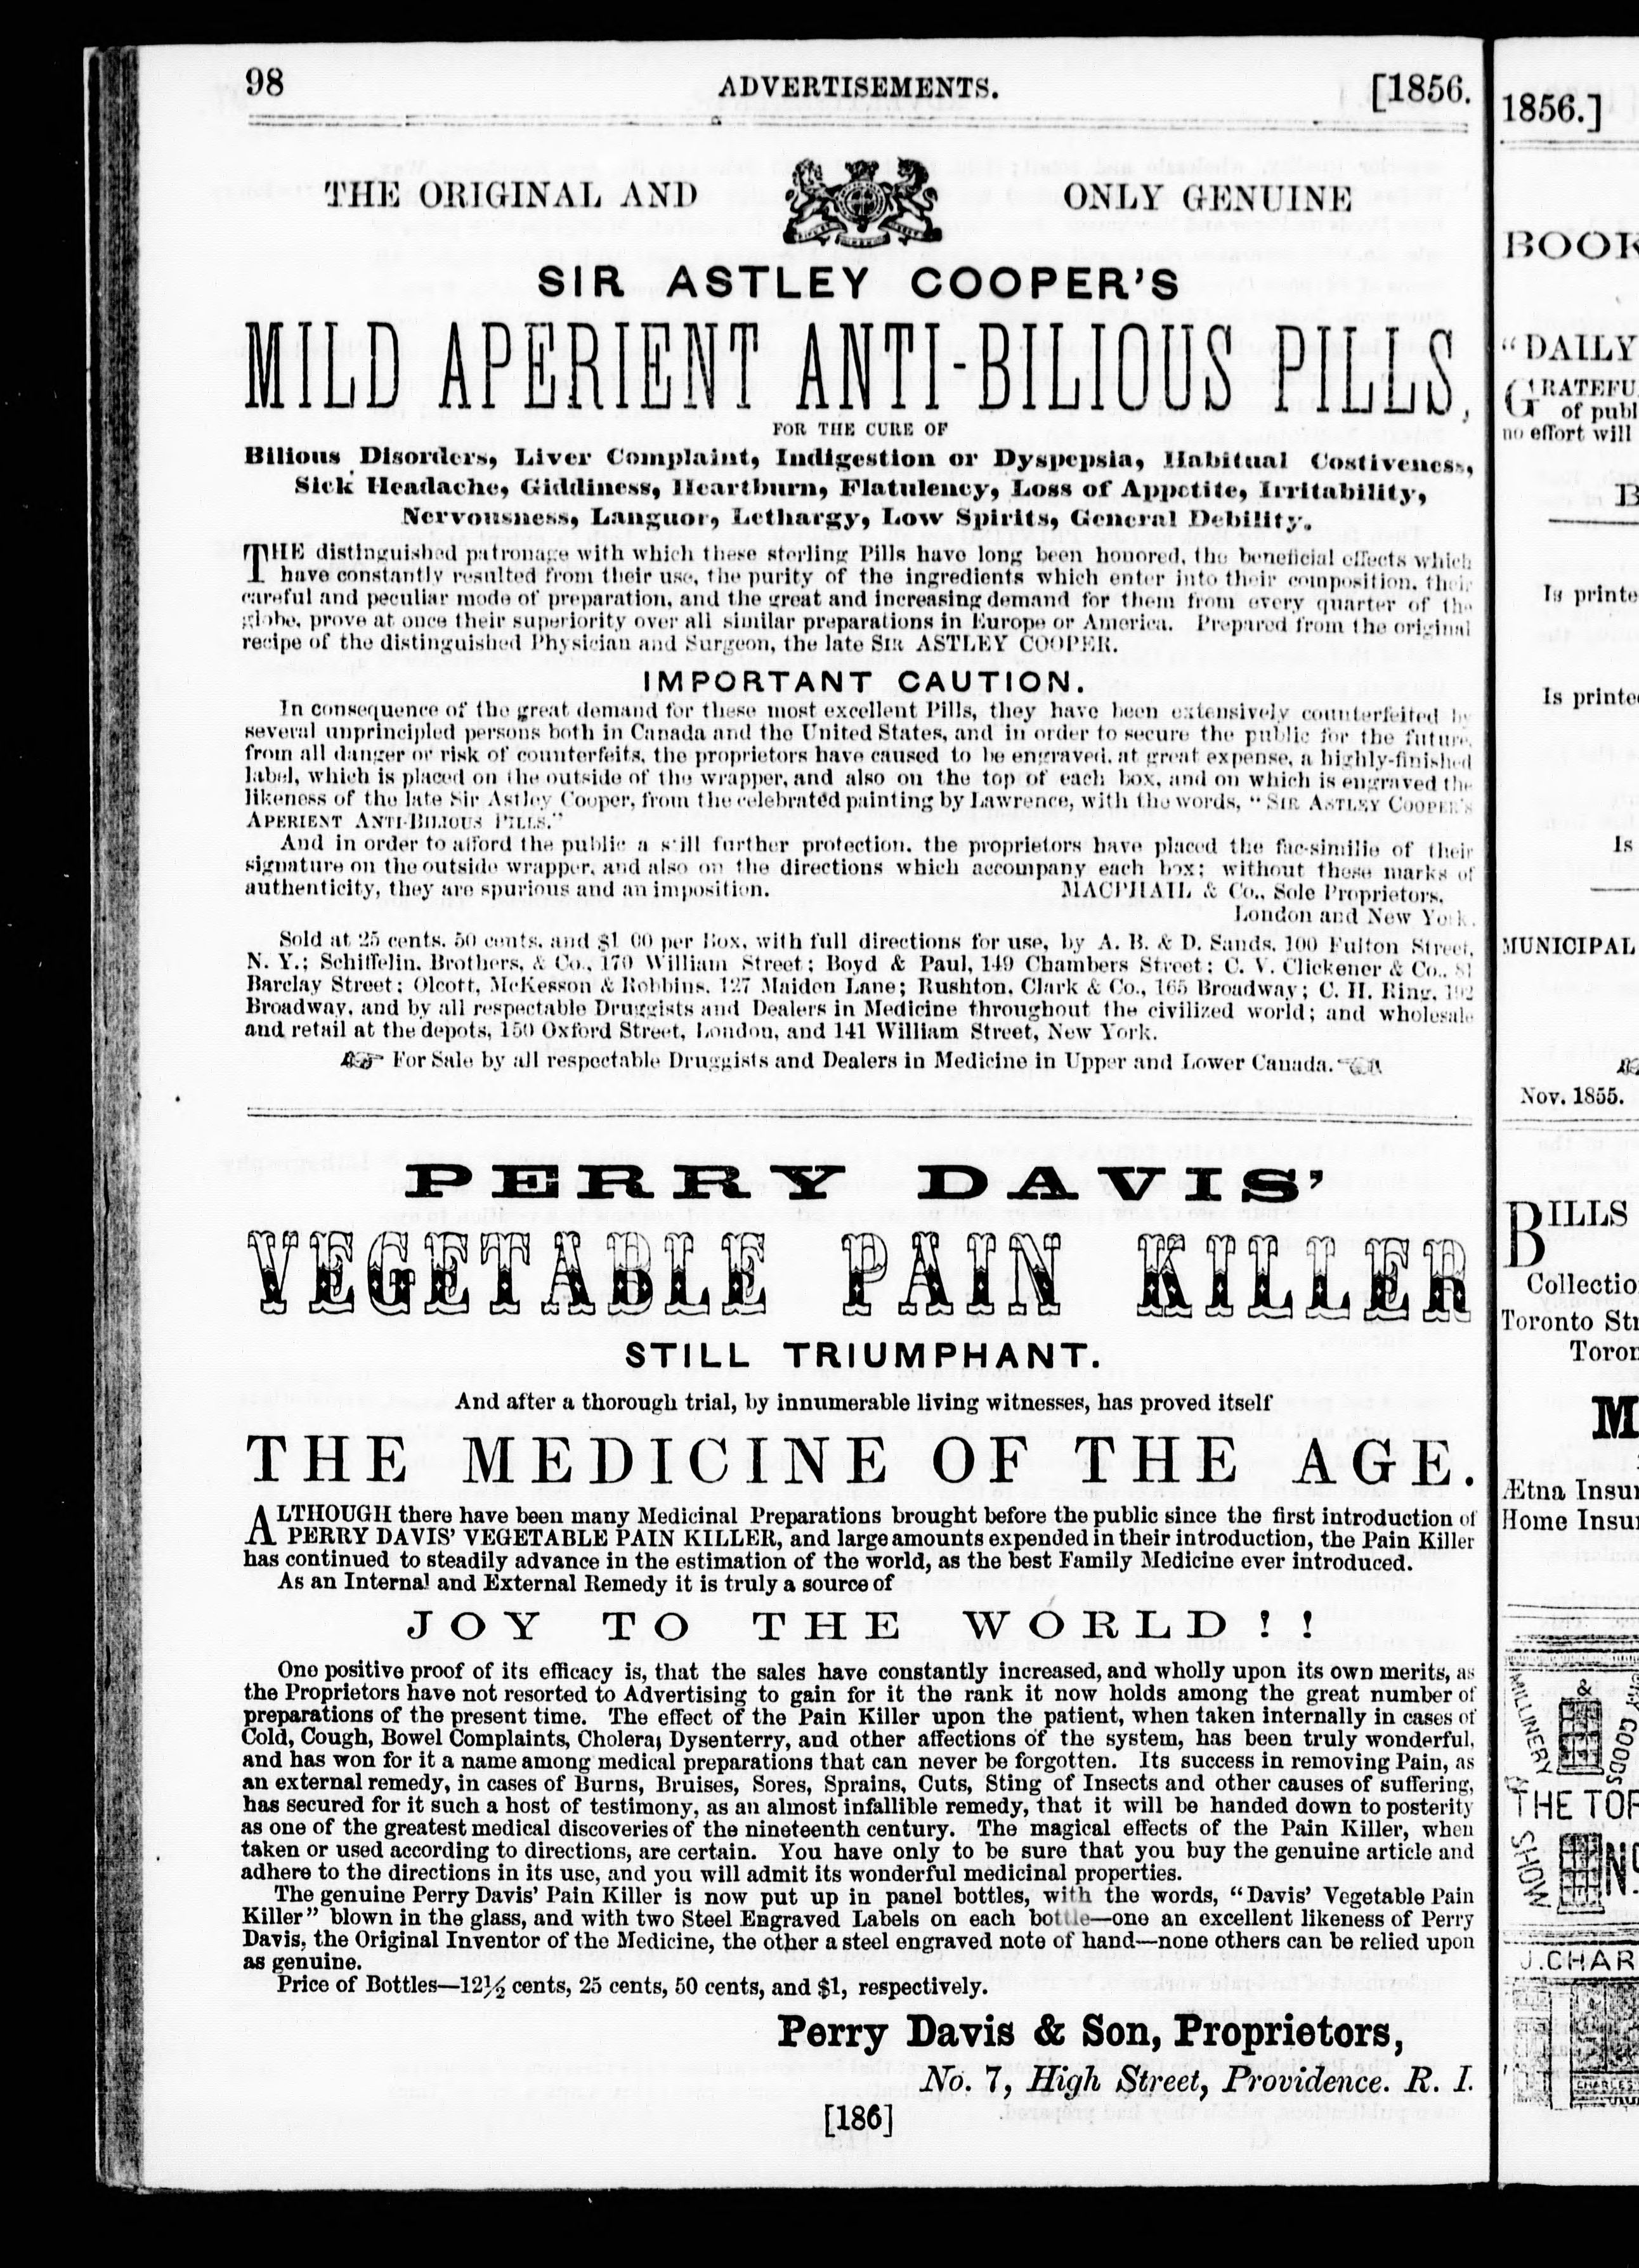 98 ADVERTISEMENTS. [1856.
THE ORIGINAL AND ONLY GENUINE
SIR ASTLEY COOPER'S
MILD APERIENT ANTI-BILIOUS PILLS,
FOR THE CURE OF
Bilious Disorders, Liver Complaint, Indigestion or Dyspepsia, Habitual Costiveness,
Sick Headache, Giddiness, Heartburn, Flatulency, Loss of Appetite, Irritability,
Nervousness, Languor, Lethargy, Low Spirits, General Debility.
THE distinguished patronage with which these sterling Pills have long been honored, the beneficial effects which
have constantly resulted from their use, the purity of the ingredients which enter into their composition, their
careful and peculiar mode of preparation, and the great and increasing demand for them from every quarter of the
globe, prove at once their superiority over all similar preparations in Europe or America. Prepared from the original
recipe of the distinguished Physician and Surgeon, the late SIR ASTLEY COOPER.
IMPORTANT CAUTION.
In consequence of the great demand for these most excellent Pills, they have been extensively counterfeited by
several unprincipled persons both in Canada and the United States, and in order to secure the public for the future,
from all danger or risk of counterfeits, the proprietors have caused to be engraved, at great expense, a highly-finished
label, which is placed on the outside of the wrapper, and also on the top of each box, and on which is engraved the
likeness of the late Sir Astley Cooper, from the celebrated painting by Lawrence, with the words, "SIR ASTLEY COOPER'S
APERIENT ANTI-BILIOUS PILLS."
And in order to afford the public a still further protection, the proprietors have placed the fac-similie of their
signature on the outside wrapper, and also on the directions which accompany each box; without these marks of
authenticity, they are spurious and an imposition. MACPHAIL & Co., Sole Proprietors,
London and New York.
Sold at 25 cents, 50 cents, and $1 00 per Box, with full directions for use, by A. B. & D. Sands, 100 Fulton Street,
N. Y.; Schiffelin, Brothers, & Co., 170 William Street; Boyd & Paul, 149 Chambers Street; C. V. Clickener & Co., 81
Barclay Street; Olcott, McKesson & Robbins, 127 Maiden Lane; Rushton, Clark & Co., 165 Broadway; C. H. Ring, 192
Broadway, and by all respectable Druggists and Dealers in Medicine throughout the civilized world; and wholesale
and retail at the depots, 150 Oxford Street, London, and 141 William Street, New York.
For Sale by all respectable Druggists and Dealers in Medicine in Upper and Lower Canada.
PERRY DAVIS'
VEGETABLE PAIN KILLER
STILL TRIUMPHANT.
And after a thorough trial, by innumerable living witnesses, has proved itself
THE MEDICINE OF THE AGE.
ALTHOUGH there have been many Medicinal Preparations brought before the public since the first introduction of
PERRY DAVIS' VEGETABLE PAIN KILLER, and large amounts expended in their introduction, the Pain Killer
has continued to steadily advance in the estimation of the world, as the best Family Medicine ever introduced.
As an Internal and External Remedy it is truly a source of
JOY TO THE WORLD!!
One positive proof of its efficacy is, that the sales have constantly increased, and wholly upon its own merits, as
the Proprietors have not resorted to Advertising to gain for it the rank it now holds among the great number of
preparations of the present time. The effect of the Pain Killer upon the patient, when taken internally in cases of
Cold, Cough, Bowel Complaints, Cholera, Dysenterry, and other affections of the system, has been truly wonderful,
and has won for it a name among medical preparations that can never be forgotten. Its success in removing Pain, as
an external remedy, in cases of Burns, Bruises, Sores, Sprains, Cuts, Sting of Insects and other causes of suffering,
has secured for it such a host of testimony, as an almost infallible remedy, that it will be handed down to posterity
as one of the greatest medical discoveries of the nineteenth century. The magical effects of the Pain Killer, when
taken or used according to directions, are certain. You have only to be sure that you buy the genuine article and
adhere to the directions in its use, and you will admit its wonderful medicinal properties.
The genuine Perry Davis' Pain Killer is now put up in panel bottles, with the words, "Davis' Vegetable Pain
Killer" blown in the glass, and with two Steel Engraved Labels on each bottle—one an excellent likeness of Perry
Davis, the Original Inventor of the Medicine, the other a steel engraved note of hand—none others can be relied upon
as genuine.
Price of Bottles—12½ cents, 25 cents, 50 cents, and $1, respectively.
Perry Davis & Son, Proprietors,
No. 7, High Street, Providence. R. I.
[186]
1856.]
BOOK
"DAILY
GRATEFU
of publ
no effort will
B
Is printe
Is printe
Is
MUNICIPAL
Nov. 1855.
BILLS
Collectio
Toronto Str
Toron
M
Ætna Insur
Home Insur
MILLINERY & GOODS
THE TOR
SHOW
J. CHAR
CHARLES